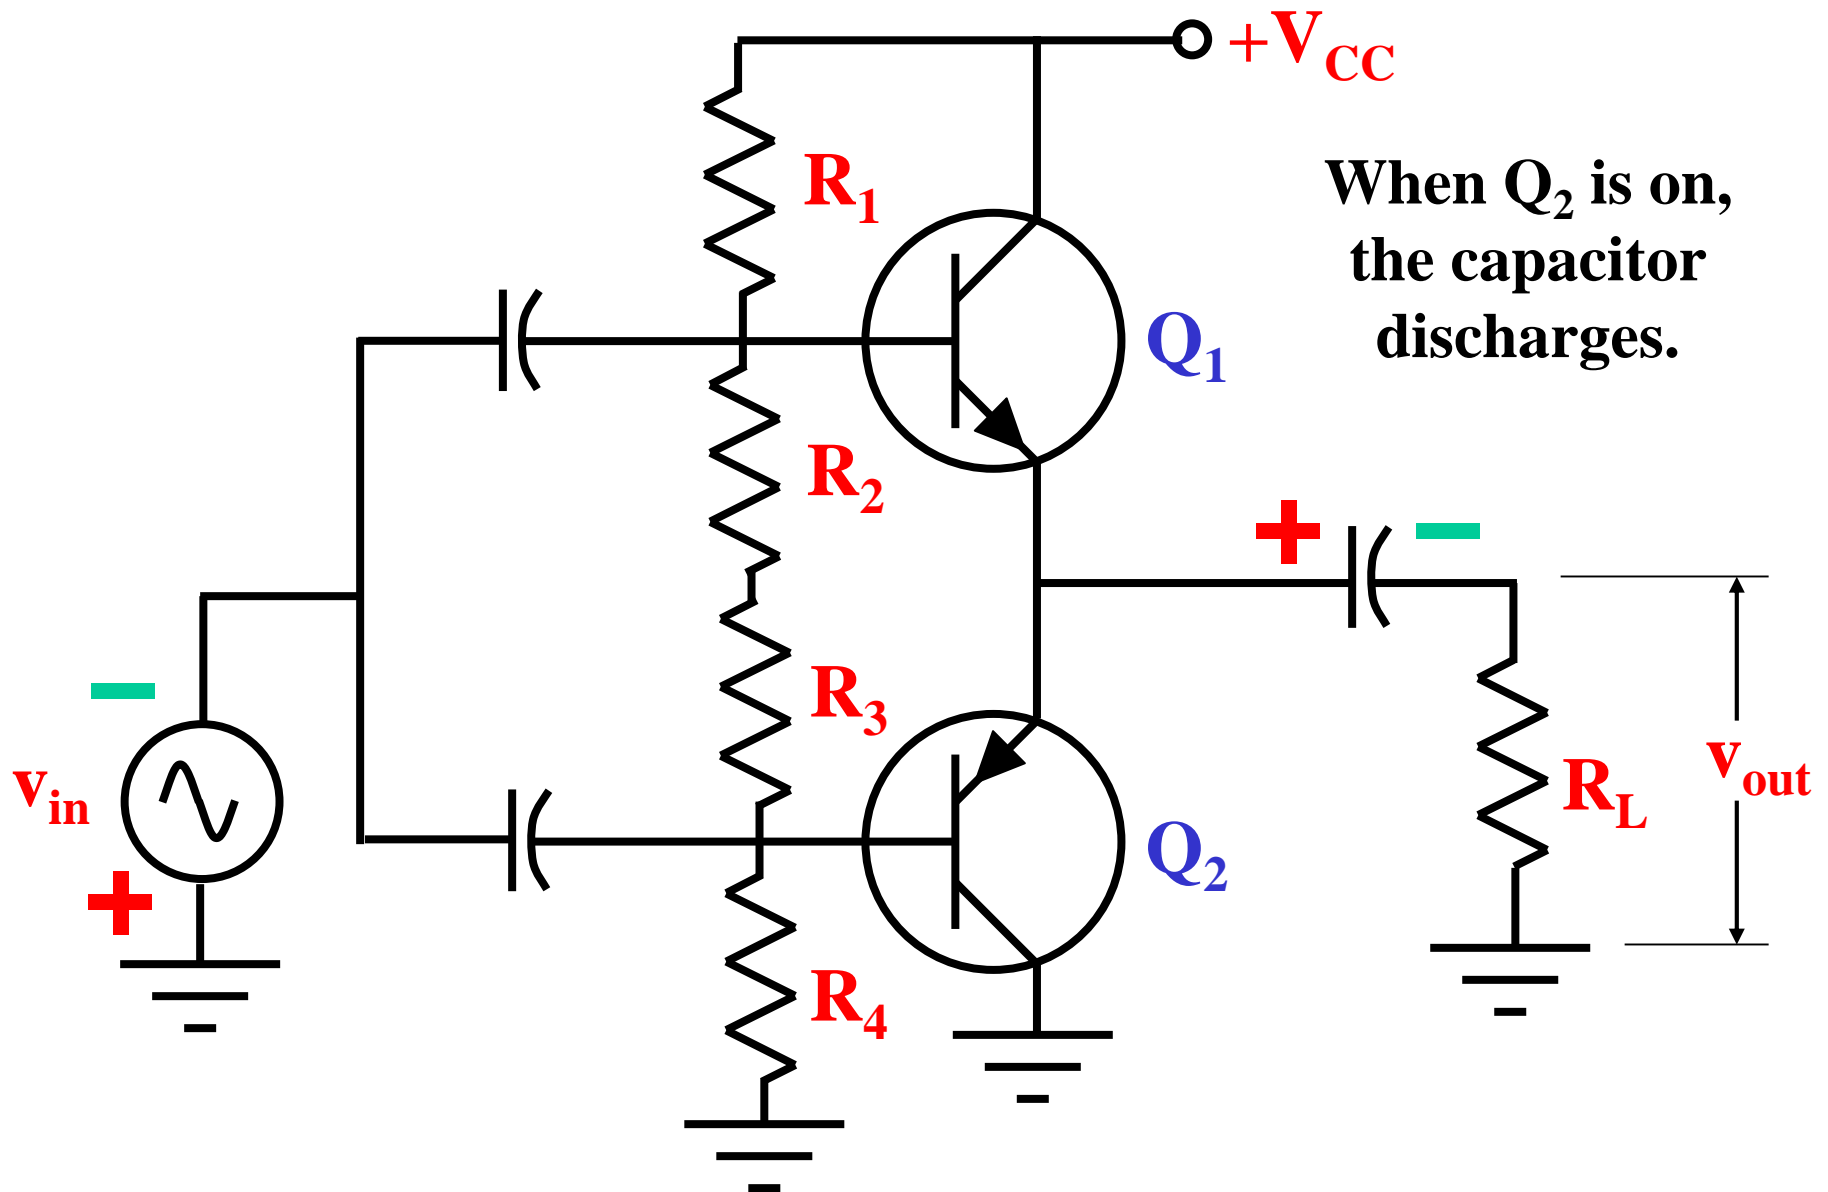 +VCC
When Q2 is on,
the capacitor
discharges.
R1
Q1
R2
+ −
−
R3
vin
vout
RL
Q2
+
R4